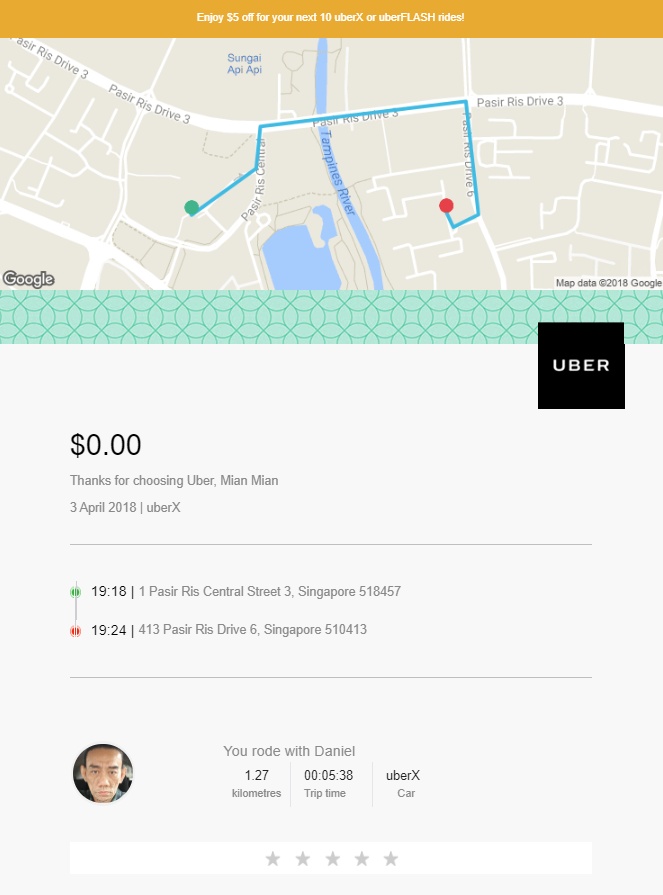 Enjoy $5 off for your next 10 uberX or uberFLASH rides!
Pasir Ris Drive 3
Sungai
Api Api
Pasir Ris Drive 3
Pasir Ris Drive 3
Pasir Ris Drive 3
Pasir Ris Central
Tampines River
Pasir Ris Drive 6
Google
Map data ©2018 Google
UBER
$0.00
Thanks for choosing Uber, Mian Mian
3 April 2018 | uberX
19:18 | 1 Pasir Ris Central Street 3, Singapore 518457
19:24 | 413 Pasir Ris Drive 6, Singapore 510413
You rode with Daniel
1.27 00:05:38 uberX
kilometres Trip time Car